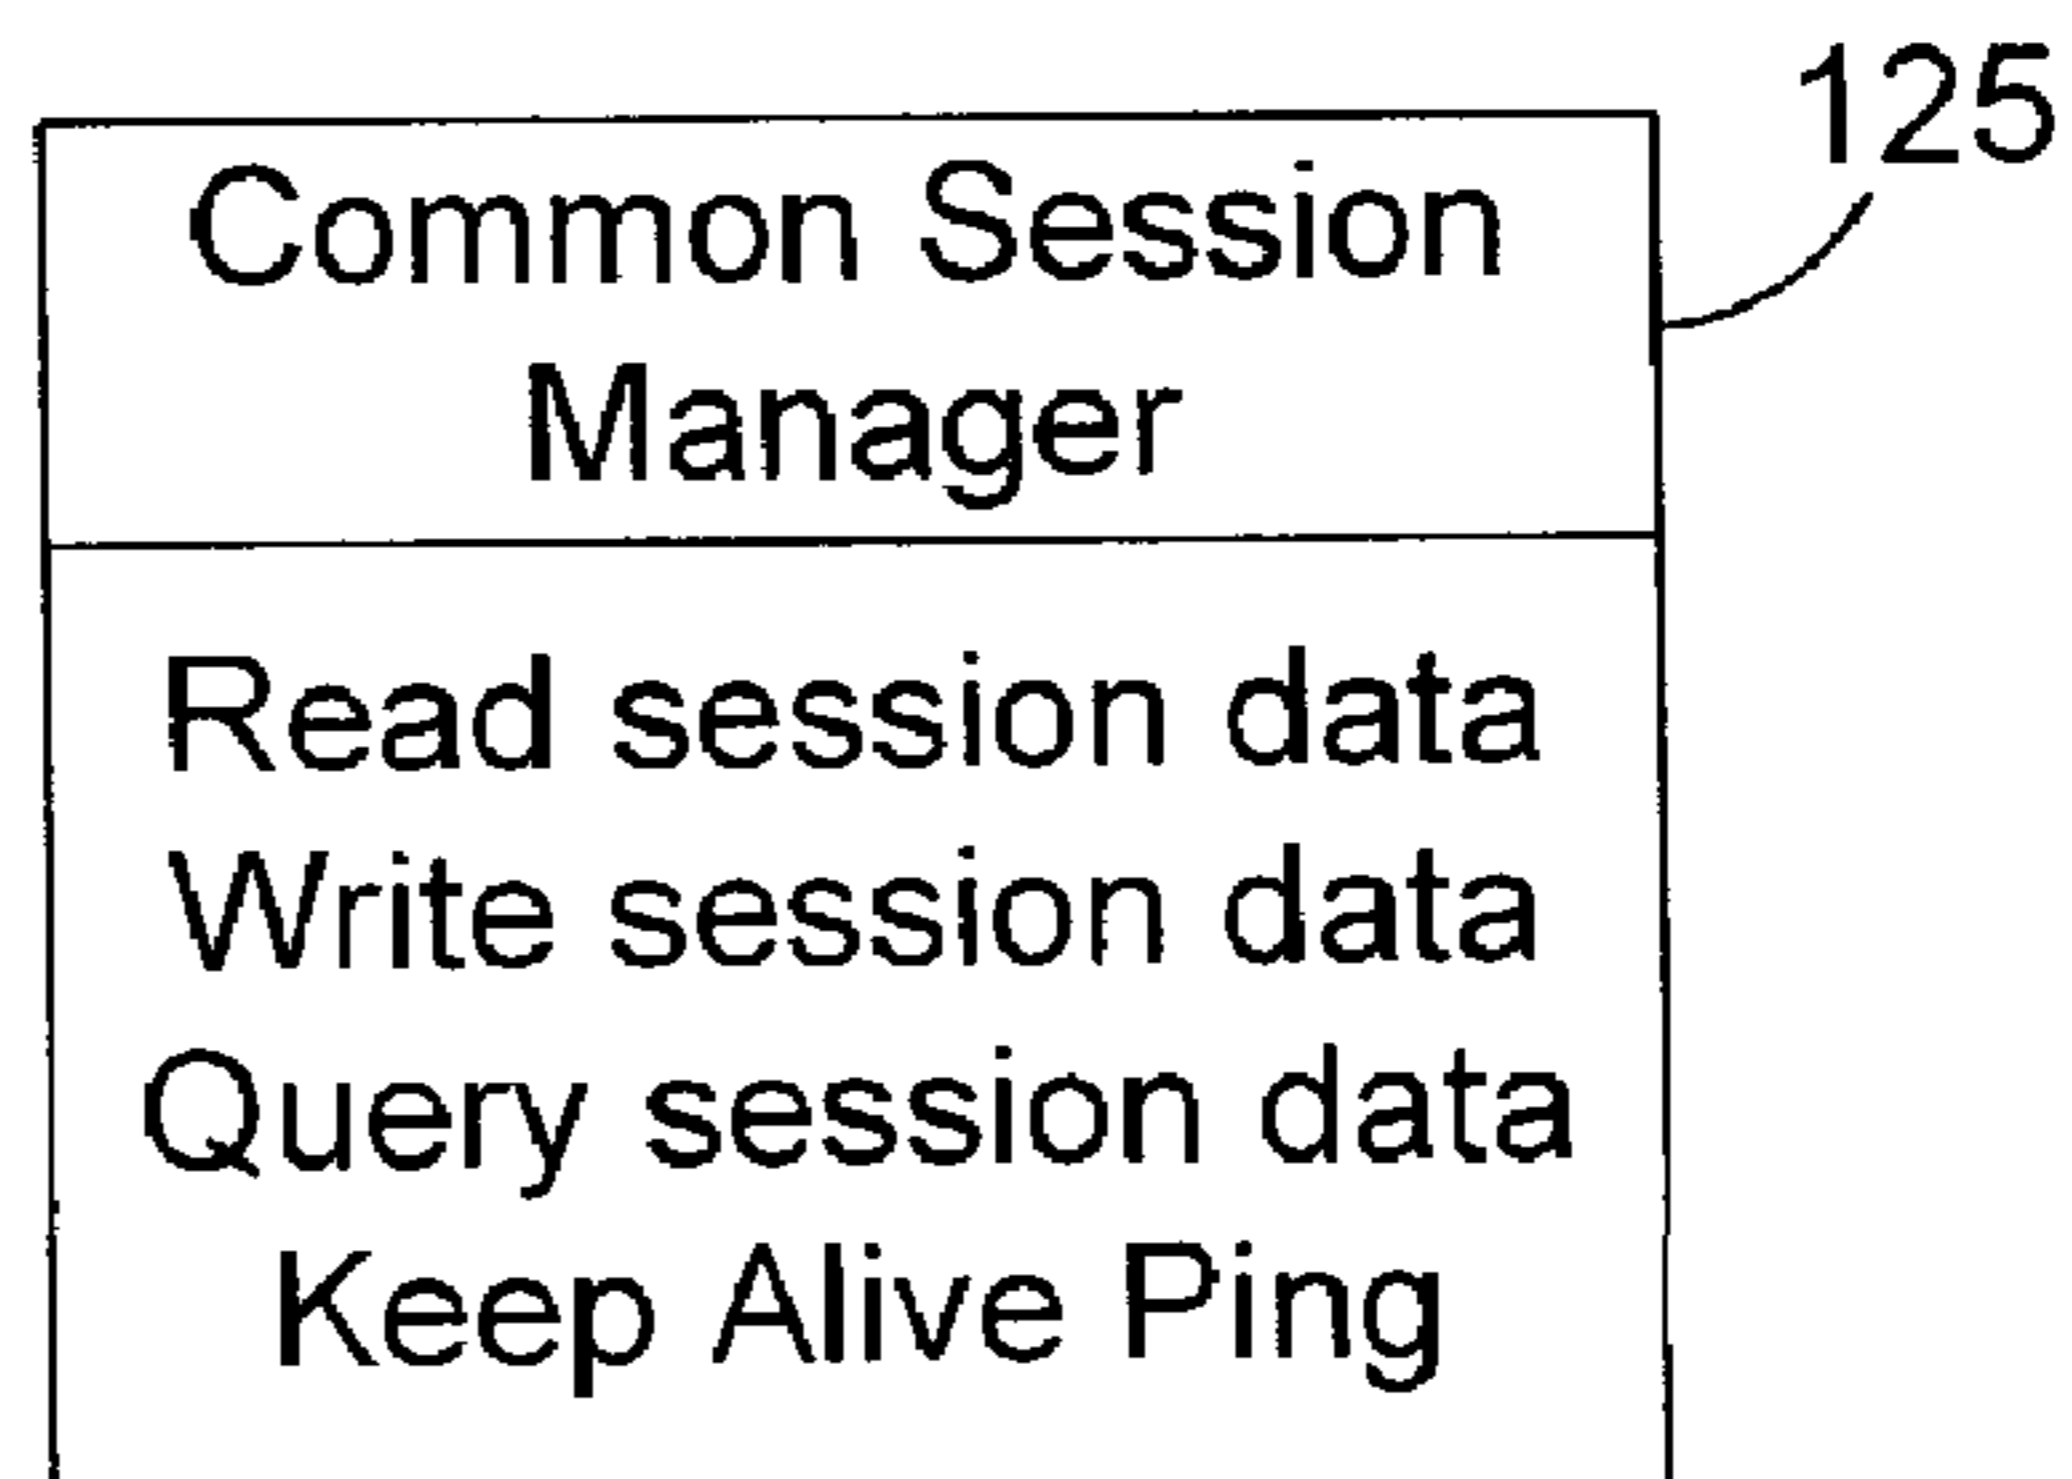 125
Common Session
Manager
Read session data
Write session data
Query session data
Keep Alive Ping